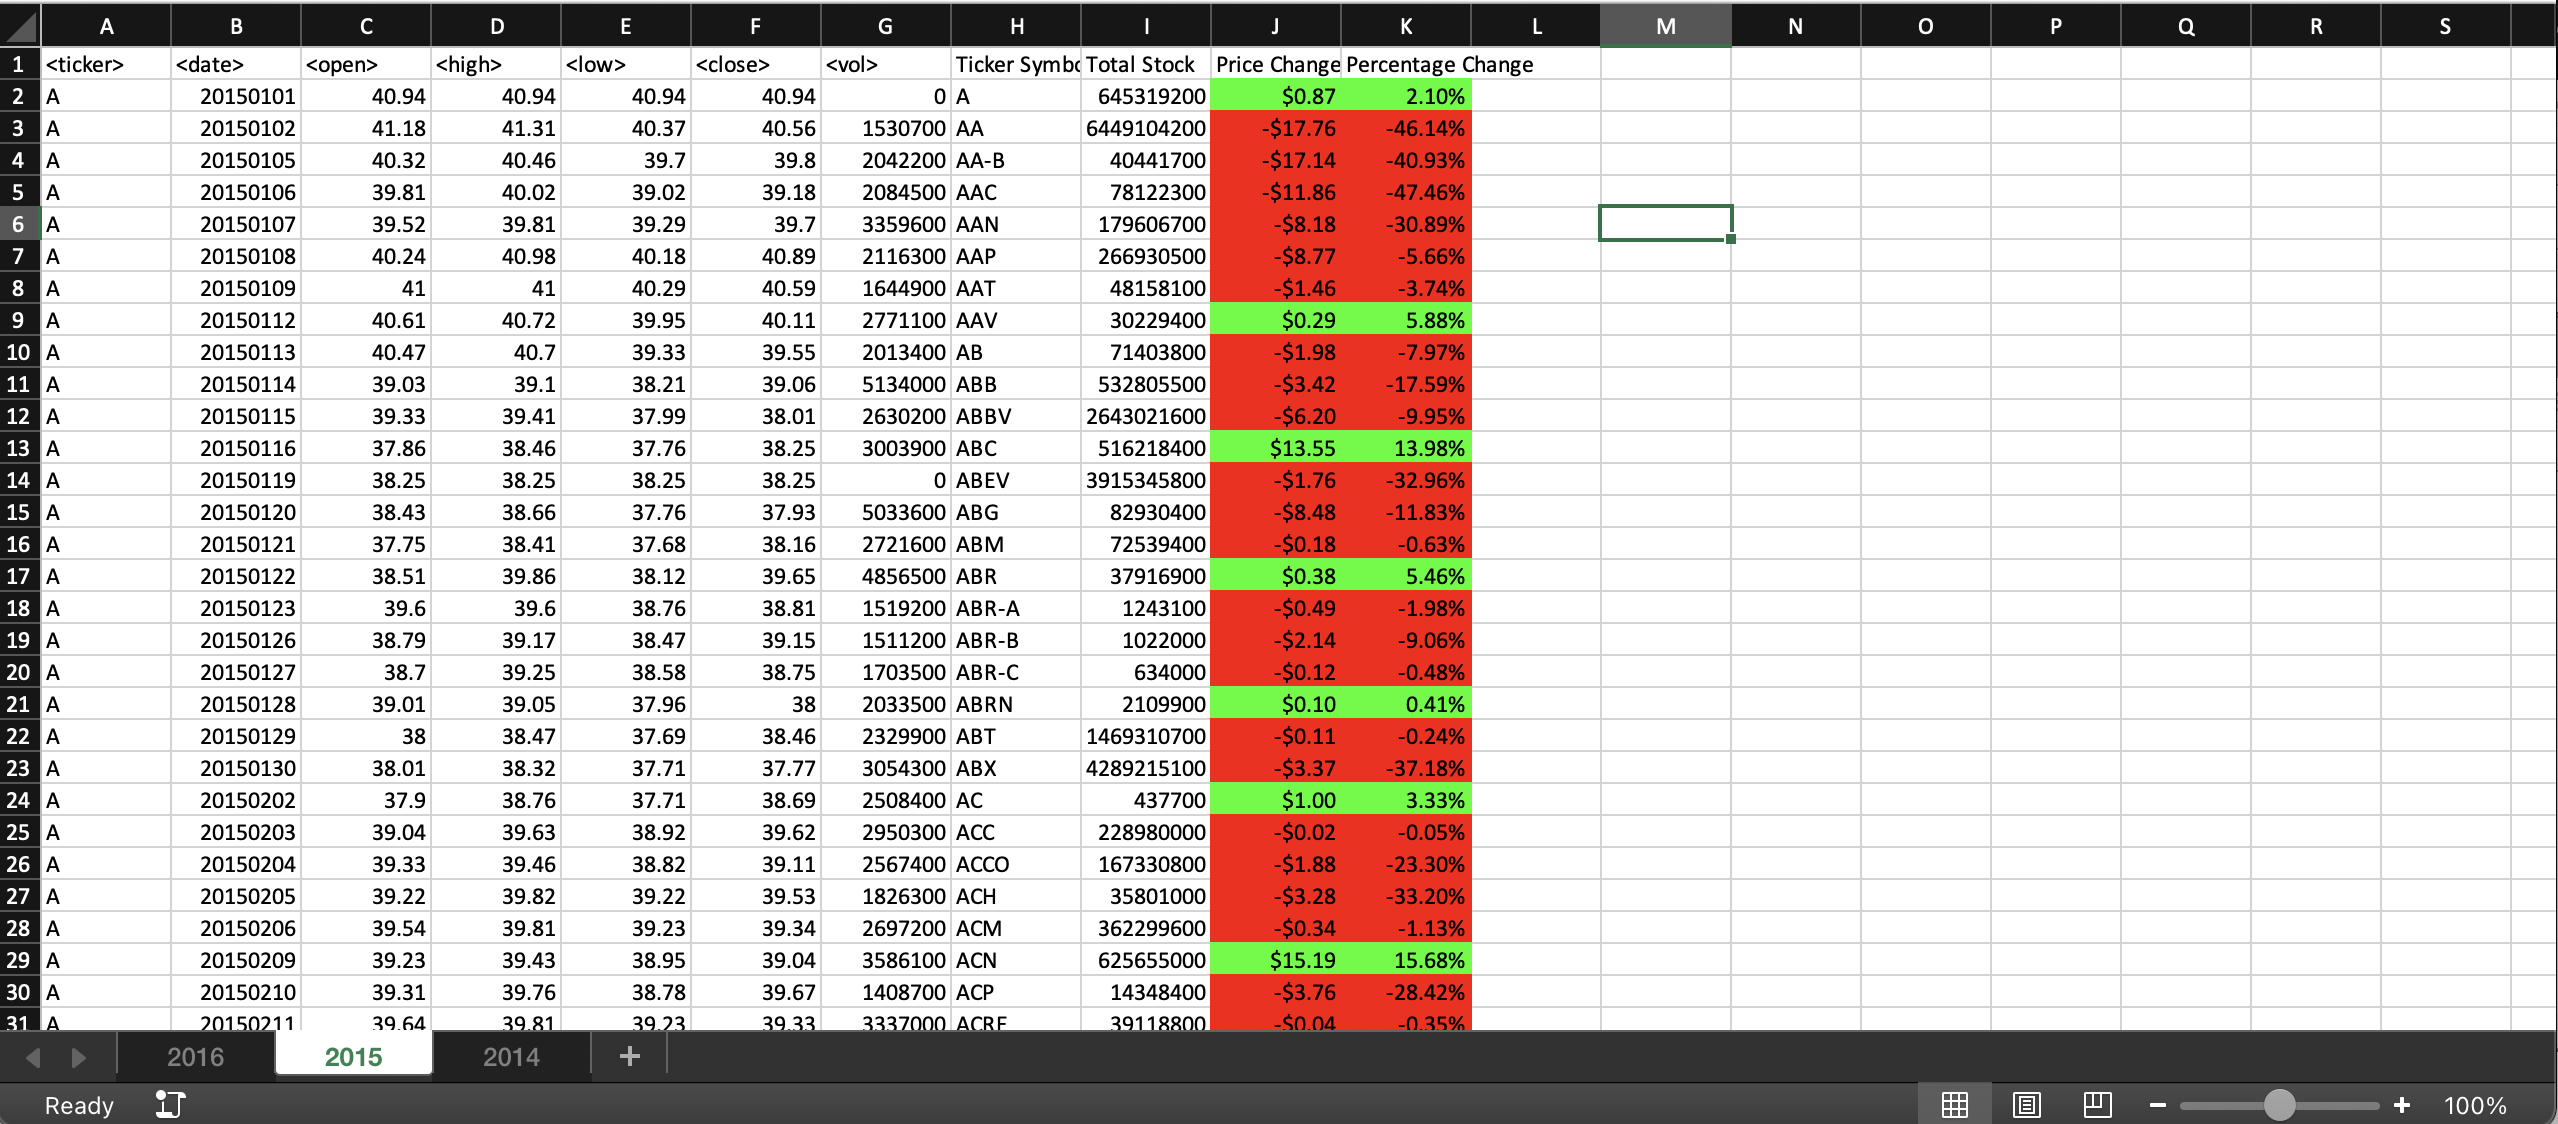 A B C D E F G H I J K L M N O P Q R S
1 <ticker> <date> <open> <high> <low> <close> <vol> Ticker Symbo Total Stock Price Change Percentage Change
2 A 20150101 40.94 40.94 40.94 40.94 0 A 645319200 $0.87 2.10%
3 A 20150102 41.18 41.31 40.37 40.56 1530700 AA 6449104200 -$17.76 -46.14%
4 A 20150105 40.32 40.46 39.7 39.8 2042200 AA-B 40441700 -$17.14 -40.93%
5 A 20150106 39.81 40.02 39.02 39.18 2084500 AAC 78122300 -$11.86 -47.46%
6 A 20150107 39.52 39.81 39.29 39.7 3359600 AAN 179606700 -$8.18 -30.89%
7 A 20150108 40.24 40.98 40.18 40.89 2116300 AAP 266930500 -$8.77 -5.66%
8 A 20150109 41 41 40.29 40.59 1644900 AAT 48158100 -$1.46 -3.74%
9 A 20150112 40.61 40.72 39.95 40.11 2771100 AAV 30229400 $0.29 5.88%
10 A 20150113 40.47 40.7 39.33 39.55 2013400 AB 71403800 -$1.98 -7.97%
11 A 20150114 39.03 39.1 38.21 39.06 5134000 ABB 532805500 -$3.42 -17.59%
12 A 20150115 39.33 39.41 37.99 38.01 2630200 ABBV 2643021600 -$6.20 -9.95%
13 A 20150116 37.86 38.46 37.76 38.25 3003900 ABC 516218400 $13.55 13.98%
14 A 20150119 38.25 38.25 38.25 38.25 0 ABEV 3915345800 -$1.76 -32.96%
15 A 20150120 38.43 38.66 37.76 37.93 5033600 ABG 82930400 -$8.48 -11.83%
16 A 20150121 37.75 38.41 37.68 38.16 2721600 ABM 72539400 -$0.18 -0.63%
17 A 20150122 38.51 39.86 38.12 39.65 4856500 ABR 37916900 $0.38 5.46%
18 A 20150123 39.6 39.6 38.76 38.81 1519200 ABR-A 1243100 -$0.49 -1.98%
19 A 20150126 38.79 39.17 38.47 39.15 1511200 ABR-B 1022000 -$2.14 -9.06%
20 A 20150127 38.7 39.25 38.58 38.75 1703500 ABR-C 634000 -$0.12 -0.48%
21 A 20150128 39.01 39.05 37.96 38 2033500 ABRN 2109900 $0.10 0.41%
22 A 20150129 38 38.47 37.69 38.46 2329900 ABT 1469310700 -$0.11 -0.24%
23 A 20150130 38.01 38.32 37.71 37.77 3054300 ABX 4289215100 -$3.37 -37.18%
24 A 20150202 37.9 38.76 37.71 38.69 2508400 AC 437700 $1.00 3.33%
25 A 20150203 39.04 39.63 38.92 39.62 2950300 ACC 228980000 -$0.02 -0.05%
26 A 20150204 39.33 39.46 38.82 39.11 2567400 ACCO 167330800 -$1.88 -23.30%
27 A 20150205 39.22 39.82 39.22 39.53 1826300 ACH 35801000 -$3.28 -33.20%
28 A 20150206 39.54 39.81 39.23 39.34 2697200 ACM 362299600 -$0.34 -1.13%
29 A 20150209 39.23 39.43 38.95 39.04 3586100 ACN 625655000 $15.19 15.68%
30 A 20150210 39.31 39.76 38.78 39.67 1408700 ACP 14348400 -$3.76 -28.42%
31 A 20150211 39.64 39.81 39.23 39.33 3337000 ACRE 39118800 -$0.04 -0.35%
2016 2015 2014 +
Ready 100%